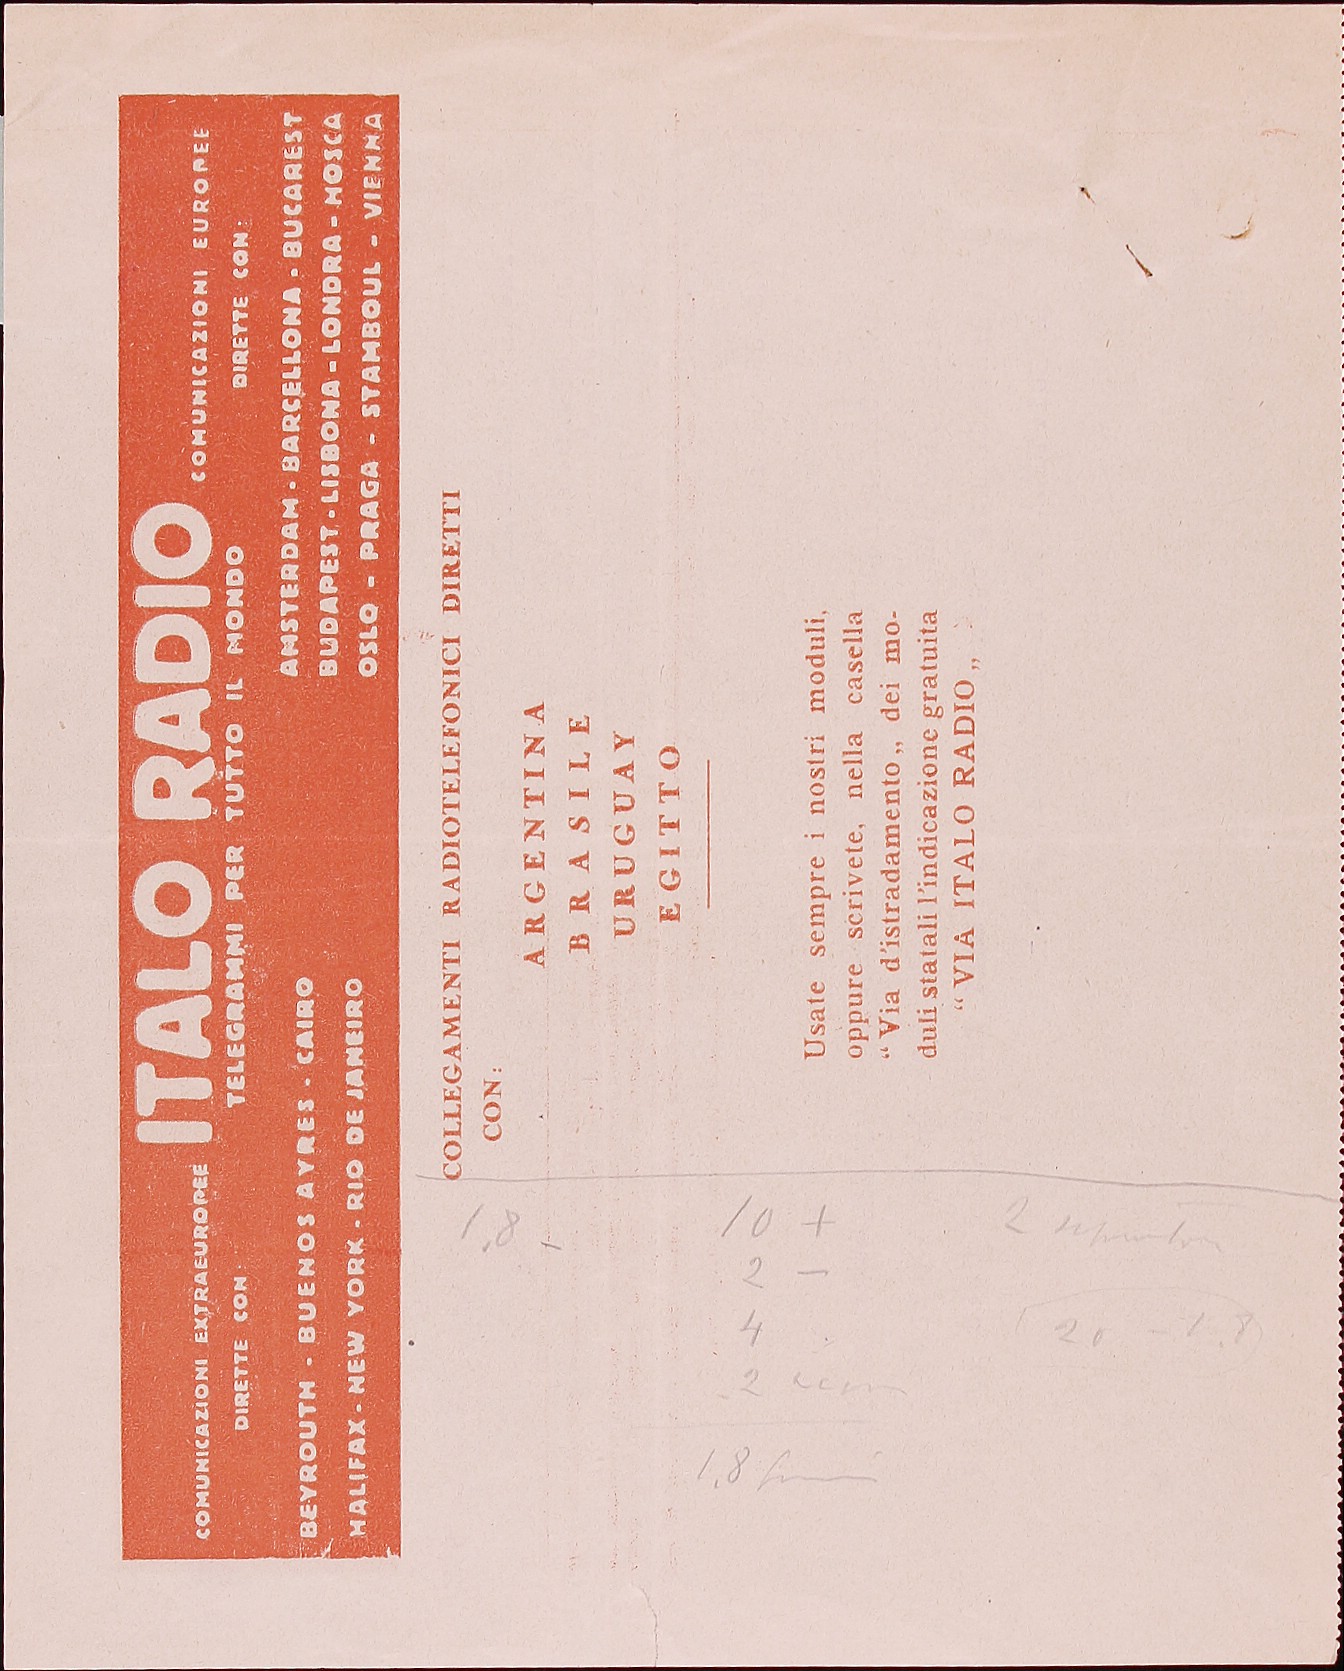 ITALO RADIO
TELEGRAMMI PER TUTTO IL MONDO
COMUNICAZIONI EXTRAEUROPEE
DIRETTE CON:
BEYROUTH - BUENOS AYRES - CAIRO
HALIFAX - NEW YORK - RIO DE JANEIRO
COMUNICAZIONI EUROPEE
DIRETTE CON:
AMSTERDAM - BARCELLONA - BUCAREST
BUDAPEST - LISBONA - LONDRA - MOSCA
OSLO - PRAGA - STAMBOUL - VIENNA
COLLEGAMENTI RADIOTELEFONICI DIRETTI
CON:
ARGENTINA
BRASILE
URUGUAY
EGITTO
Usate sempre i nostri moduli,
oppure scrivete, nella casella
“ Via d'istradamento „ dei mo-
duli statali l'indicazione gratuita
“ VIA ITALO RADIO „
1,8 -
10 +
2 -
4
2
1,8
2
20 - 1.8